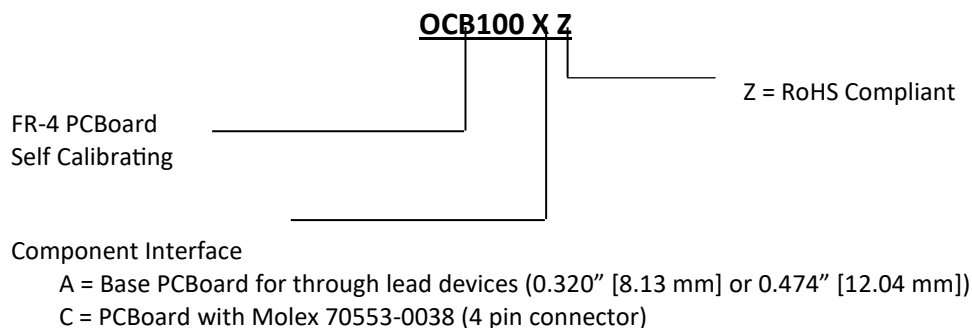 OCB100 X Z
Z = RoHS Compliant
FR-4 PCBoard
Self Calibrating
Component Interface
A = Base PCBoard for through lead devices (0.320” [8.13 mm] or 0.474” [12.04 mm])
C = PCBoard with Molex 70553-0038 (4 pin connector)